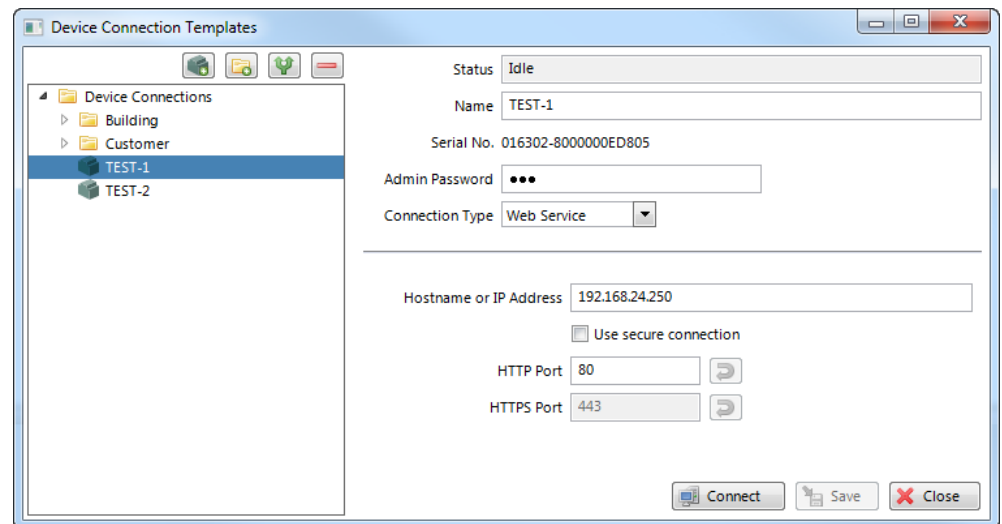 Device Connection Templates
Device Connections
Building
Customer
TEST-1
TEST-2
Status Idle
Name TEST-1
Serial No. 016302-8000000ED805
Admin Password ●●●
Connection Type Web Service
Hostname or IP Address 192.168.24.250
Use secure connection
HTTP Port 80
HTTPS Port 443
Connect Save Close